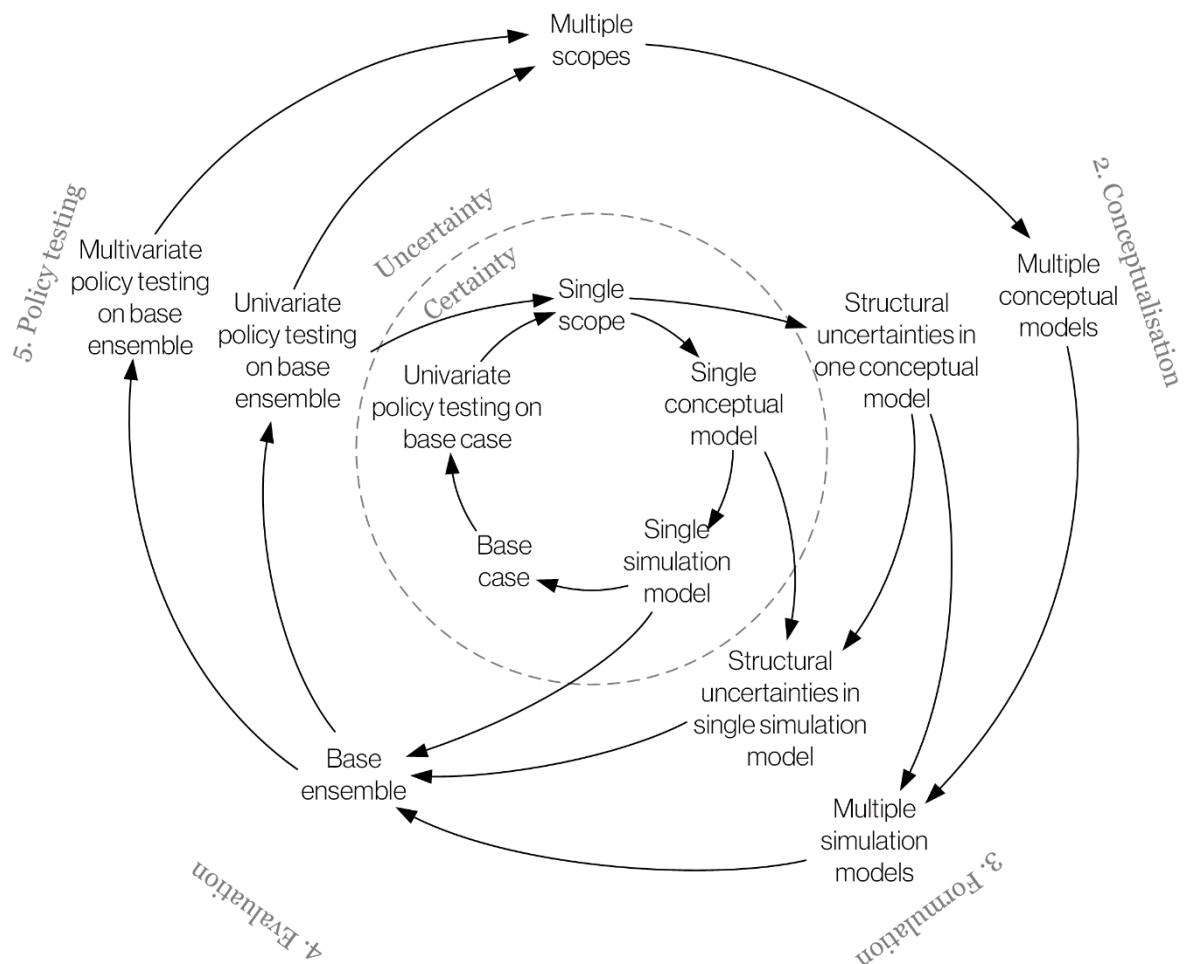 Multiple
scopes
2. Conceptualisation
5. Policy testing
Uncertainty
Certainty
Multivariate
policy testing
on base
ensemble
Univariate
policy testing
on base
ensemble
Single
scope
Structural
uncertainties in
one conceptual
model
Multiple
conceptual
models
Univariate
policy testing on
base case
Single
conceptual
model
Base
case
Single
simulation
model
Structural
uncertainties in
single simulation
model
Base
ensemble
Multiple
simulation
models
4. Evaluation
3. Formulation